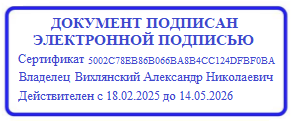 ДОКУМЕНТ ПОДПИСАН
ЭЛЕКТРОННОЙ ПОДПИСЬЮ
Сертификат 5002C78EB86B066BA8B4CC124DFBF0BA
Владелец Вихлянский Александр Николаевич
Действителен с 18.02.2025 до 14.05.2026